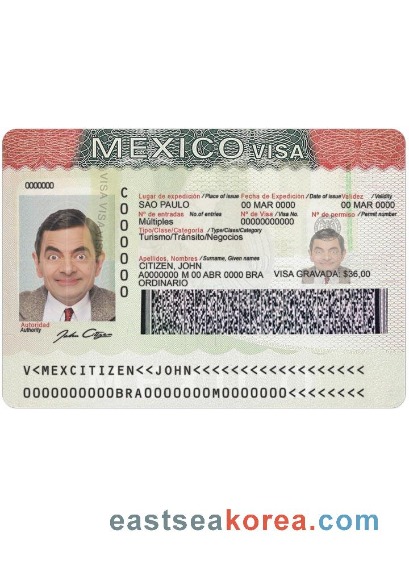 MEXICO VISA
0000000
VISA VISA VI
C0000000
Lugar de expedición / Place of issue Fecha de Expedición / Date of issue Validez / Validity
SAO PAULO 00 MAR 0000 00 MAR 0000
Nº de entradas No.of entries Nº de Visa / Visa No. Nº de permiso / Permit number
Múltiples 00000000000
Tipo/Clase/Categoria / Type/Class/Category
Turismo/Tránsito/Negocios
Apellidos, Nombres / Surname, Given names
CITIZEN, JOHN
A0000000 M 00 ABR 0000 BRA VISA GRAVADA: $36,00
ORDINARIO
Autoridad
Authority
John Citizen
V<MEXCITIZEN<<JOHN<<<<<<<<<<<<<<<<<<
OOOOOOOOOOBRAOOOOOOOMOOOOOOO<<<<<<<<
eastseakorea.com